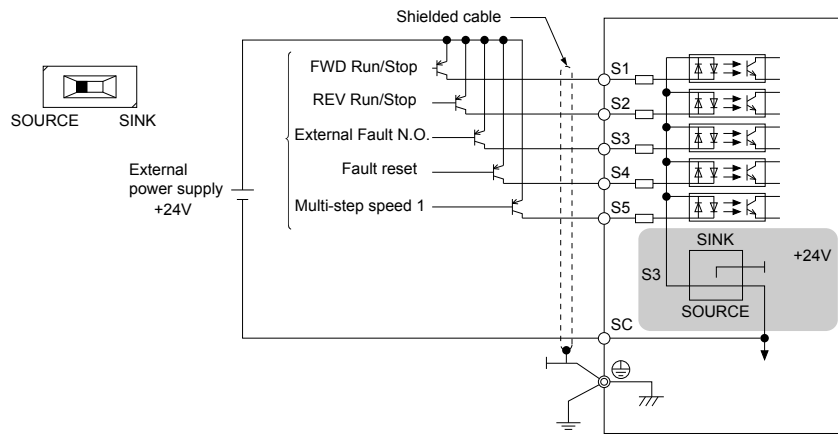 Shielded cable
SOURCE SINK
FWD Run/Stop
REV Run/Stop
External Fault N.O.
Fault reset
Multi-step speed 1
External
power supply
+24V
S1
S2
S3
S4
S5
SINK
+24V
S3
SOURCE
SC